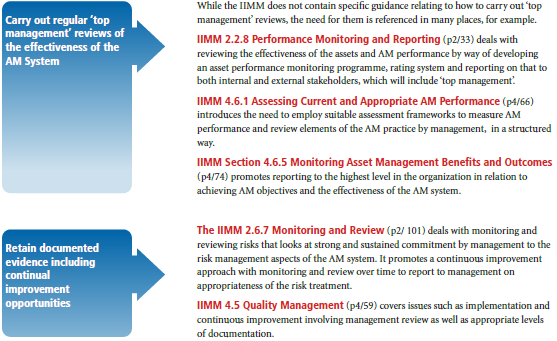 Carry out regular 'top
management' reviews of
the effectiveness of the
AM System
While the IIMM does not contain specific guidance relating to how to carry out 'top
management' reviews, the need for them is referenced in many places, for example.
IIMM 2.2.8 Performance Monitoring and Reporting (p2/33) deals with
reviewing the effectiveness of the assets and AM performance by way of developing
an asset performance monitoring programme, rating system and reporting on that to
both internal and external stakeholders, which will include 'top management'.
IIMM 4.6.1 Assessing Current and Appropriate AM Performance (p4/66)
introduces the need to employ suitable assessment frameworks to measure AM
performance and review elements of the AM practice by management, in a structured
way.
IIMM Section 4.6.5 Monitoring Asset Management Benefits and Outcomes
(p4/74) promotes reporting to the highest level in the organization in relation to
achieving AM objectives and the effectiveness of the AM system.
Retain documented
evidence including
continual
improvement
opportunities
The IIMM 2.6.7 Monitoring and Review (p2/ 101) deals with monitoring and
reviewing risks that looks at strong and sustained commitment by management to the
risk management aspects of the AM system. It promotes a continuous improvement
approach with monitoring and review over time to report to management on
appropriateness of the risk treatment.
IIMM 4.5 Quality Management (p4/59) covers issues such as implementation and
continuous improvement involving management review as well as appropriate levels
of documentation.